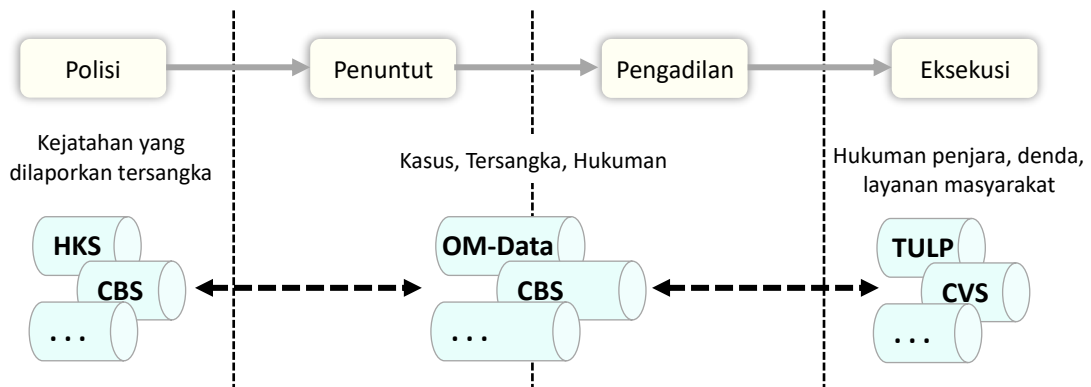 Polisi
Penuntut
Pengadilan
Eksekusi
Kejatahan yang
dilaporkan tersangka
Kasus, Tersangka, Hukuman
Hukuman penjara, denda,
layanan masyarakat
HKS
CBS
...
OM-Data
CBS
...
TULP
CVS
...